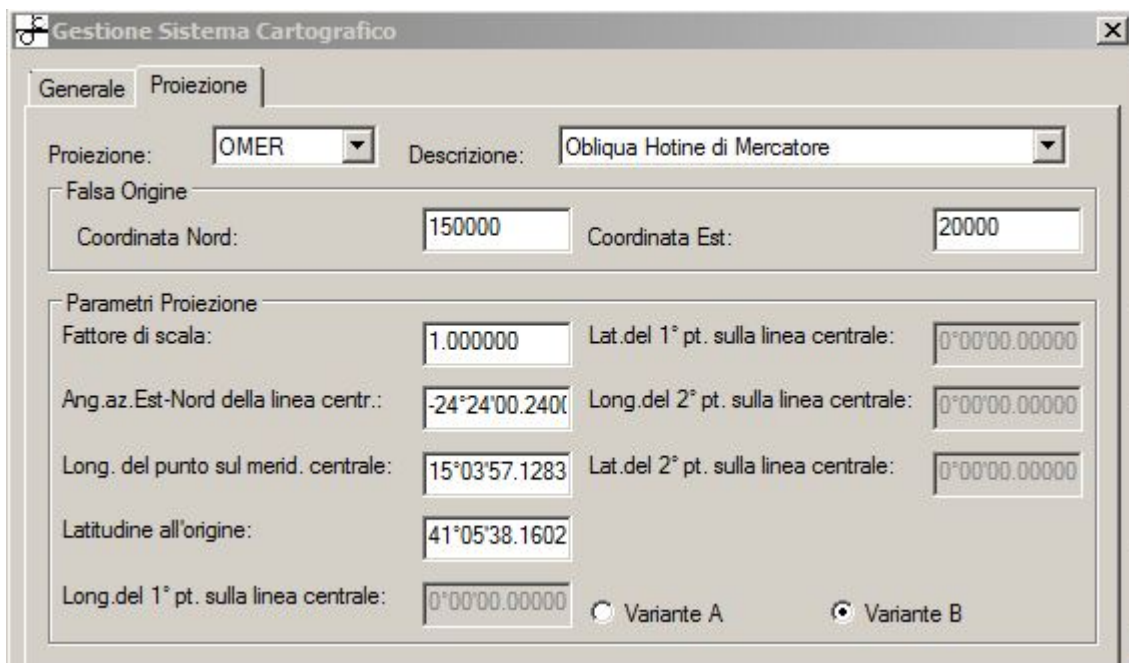 Gestione Sistema Cartografico
Generale Proiezione
Proiezione: OMER Descrizione: Obliqua Hotine di Mercatore
Falsa Origine
Coordinata Nord: 150000 Coordinata Est: 20000
Parametri Proiezione
Fattore di scala: 1.000000 Lat.del 1° pt. sulla linea centrale: 0°00'00.00000
Ang.az.Est-Nord della linea centr.: -24°24'00.2400 Long.del 2° pt. sulla linea centrale: 0°00'00.00000
Long. del punto sul merid. centrale: 15°03'57.1283 Lat.del 2° pt. sulla linea centrale: 0°00'00.00000
Latitudine all'origine: 41°05'38.1602
Long.del 1° pt. sulla linea centrale: 0°00'00.00000 Variante A Variante B